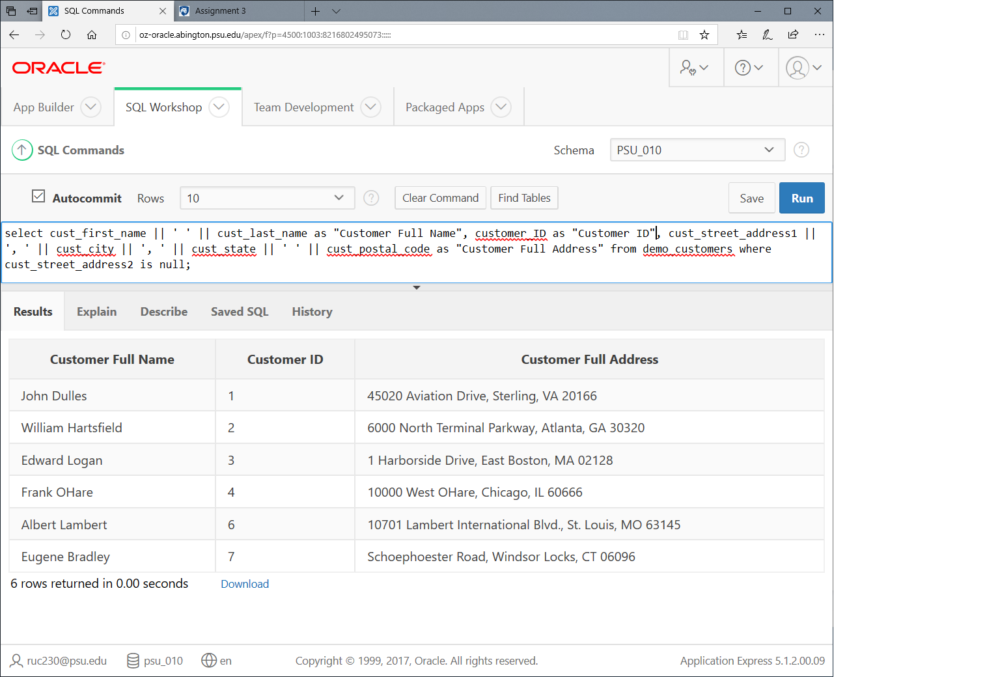 SQL Commands
Assignment 3
oz-oracle.abington.psu.edu/apex/f?p=4500:1003:8216802495073:::::
ORACLE
App Builder
SQL Workshop
Team Development
Packaged Apps
SQL Commands
Schema
PSU_010
Autocommit
Rows
10
Clear Command
Find Tables
Save
Run
select cust_first_name || ' ' || cust_last_name as "Customer Full Name", customer_ID as "Customer ID", cust_street_address1 ||
', ' || cust_city || ', ' || cust_state || ' ' || cust_postal_code as "Customer Full Address" from demo_customers where
cust_street_address2 is null;
Results Explain Describe Saved SQL History
Customer Full Name Customer ID Customer Full Address
John Dulles 1 45020 Aviation Drive, Sterling, VA 20166
William Hartsfield 2 6000 North Terminal Parkway, Atlanta, GA 30320
Edward Logan 3 1 Harborside Drive, East Boston, MA 02128
Frank OHare 4 10000 West OHare, Chicago, IL 60666
Albert Lambert 6 10701 Lambert International Blvd., St. Louis, MO 63145
Eugene Bradley 7 Schoephoester Road, Windsor Locks, CT 06096
6 rows returned in 0.00 seconds Download
ruc230@psu.edu psu_010 en Copyright © 1999, 2017, Oracle. All rights reserved. Application Express 5.1.2.00.09